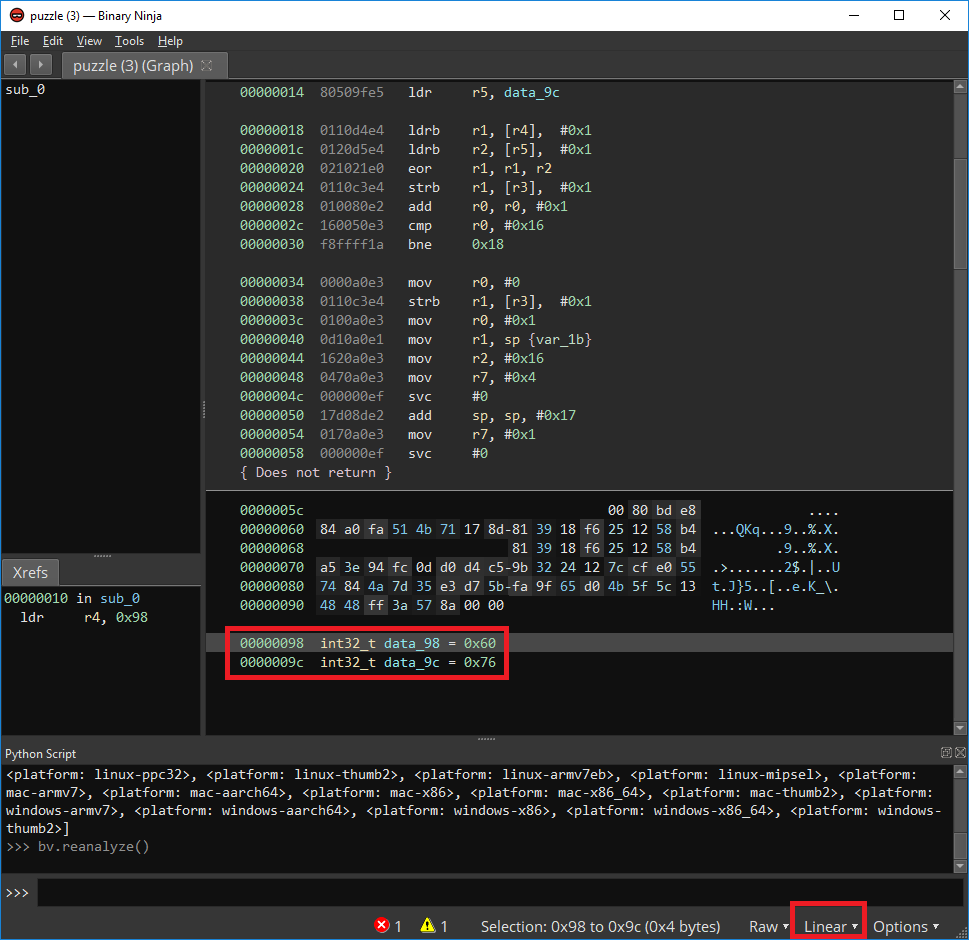 puzzle (3) — Binary Ninja
File Edit View Tools Help
puzzle (3) (Graph)
sub_0
00000014 80509fe5 ldr r5, data_9c
00000018 0110d4e4 ldrb r1, [r4], #0x1
0000001c 0120d5e4 ldrb r2, [r5], #0x1
00000020 021021e0 eor r1, r1, r2
00000024 0110c3e4 strb r1, [r3], #0x1
00000028 010080e2 add r0, r0, #0x1
0000002c 160050e3 cmp r0, #0x16
00000030 f8ffff1a bne 0x18
00000034 0000a0e3 mov r0, #0
00000038 0110c3e4 strb r1, [r3], #0x1
0000003c 0100a0e3 mov r0, #0x1
00000040 0d10a0e1 mov r1, sp {var_1b}
00000044 1620a0e3 mov r2, #0x16
00000048 0470a0e3 mov r7, #0x4
0000004c 000000ef svc #0
00000050 17d08de2 add sp, sp, #0x17
00000054 0170a0e3 mov r7, #0x1
00000058 000000ef svc #0
{ Does not return }
0000005c 00 80 bd e8 ....
00000060 84 a0 fa 51 4b 71 17 8d-81 39 18 f6 25 12 58 b4 ...QKq...9..%.X.
00000068 81 39 18 f6 25 12 58 b4 .9..%.X.
00000070 a5 3e 94 fc 0d d0 d4 c5-9b 32 24 12 7c cf e0 55 .>.......2$.|..U
00000080 74 84 4a 7d 35 e3 d7 5b-fa 9f 65 d0 4b 5f 5c 13 t.J}5..[..e.K_\.
00000090 48 48 ff 3a 57 8a 00 00 HH.:W...
00000098 int32_t data_98 = 0x60
0000009c int32_t data_9c = 0x76
Xrefs
00000010 in sub_0
ldr r4, 0x98
Python Script
<platform: linux-ppc32>, <platform: linux-thumb2>, <platform: linux-armv7eb>, <platform: linux-mipsel>, <platform:
mac-armv7>, <platform: mac-aarch64>, <platform: mac-x86>, <platform: mac-x86_64>, <platform: mac-thumb2>, <platform:
windows-armv7>, <platform: windows-aarch64>, <platform: windows-x86>, <platform: windows-x86_64>, <platform: windows-
thumb2>]
>>> bv.reanalyze()
>>>
1 1 Selection: 0x98 to 0x9c (0x4 bytes) Raw Linear Options